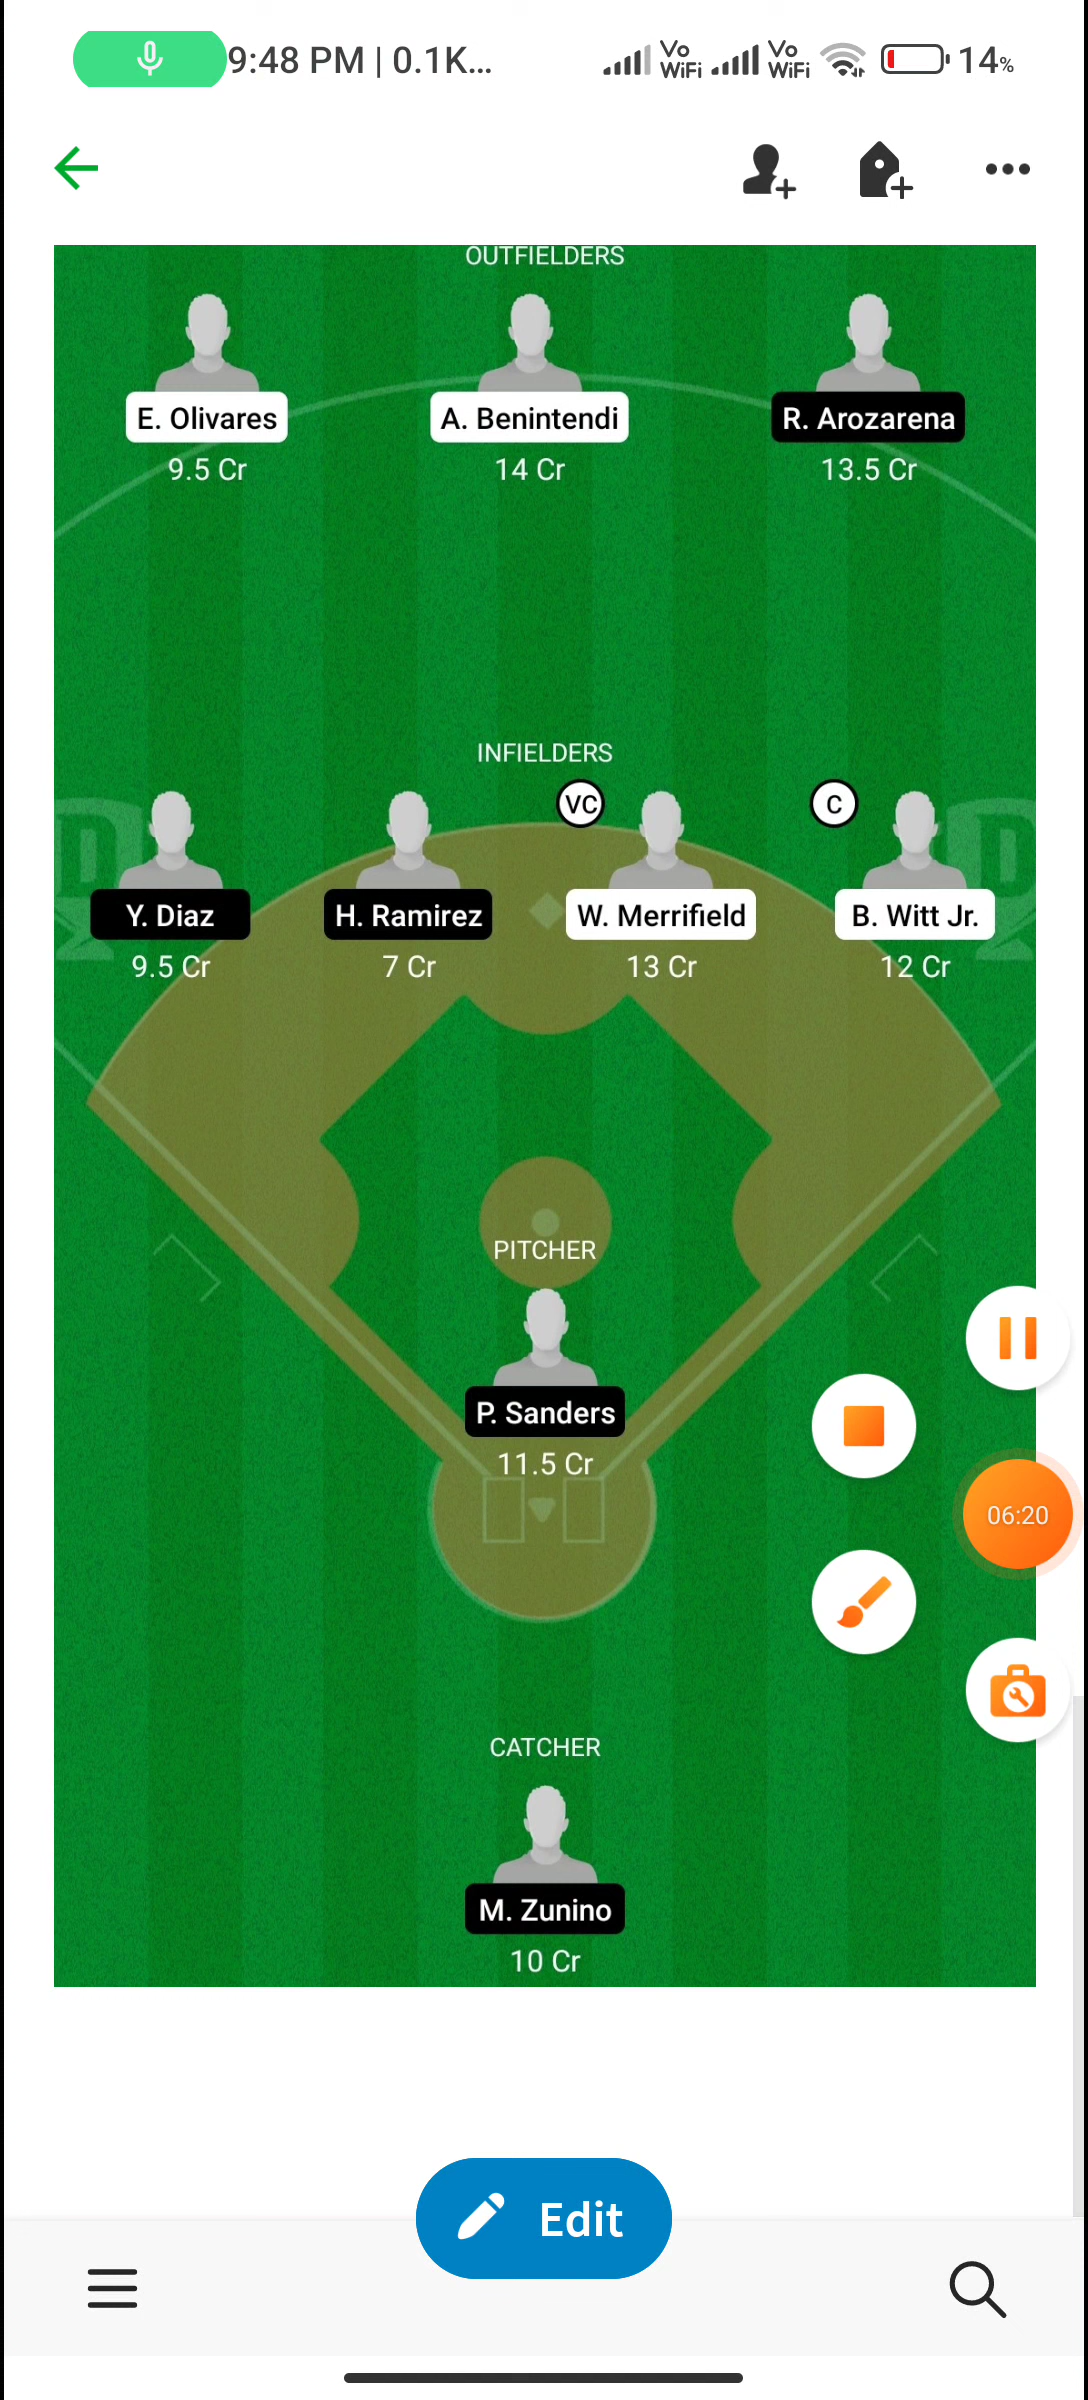 9:48 PM | 0.1K... Vo WiFi Vo WiFi 14%
OUTFIELDERS
E. Olivares A. Benintendi R. Arozarena
9.5 Cr 14 Cr 13.5 Cr
INFIELDERS
VC C
Y. Diaz H. Ramirez W. Merrifield B. Witt Jr.
9.5 Cr 7 Cr 13 Cr 12 Cr
PITCHER
P. Sanders
11.5 Cr
06:20
CATCHER
M. Zunino
10 Cr
Edit